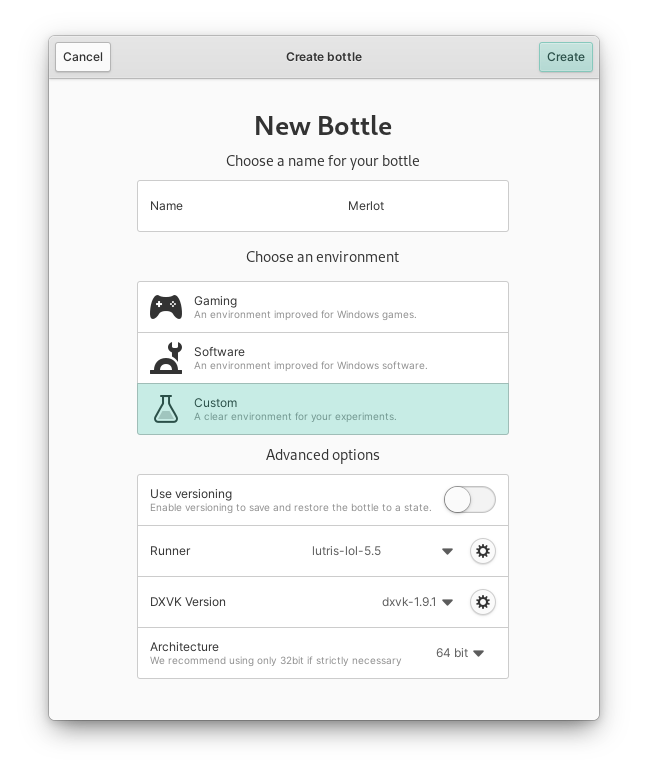 Cancel
Create bottle
Create
New Bottle
Choose a name for your bottle
Name
Merlot
Choose an environment
Gaming
An environment improved for Windows games.
Software
An environment improved for Windows software.
Custom
A clear environment for your experiments.
Advanced options
Use versioning
Enable versioning to save and restore the bottle to a state.
Runner
lutris-lol-5.5
DXVK Version
dxvk-1.9.1
Architecture
We recommend using only 32bit if strictly necessary
64 bit